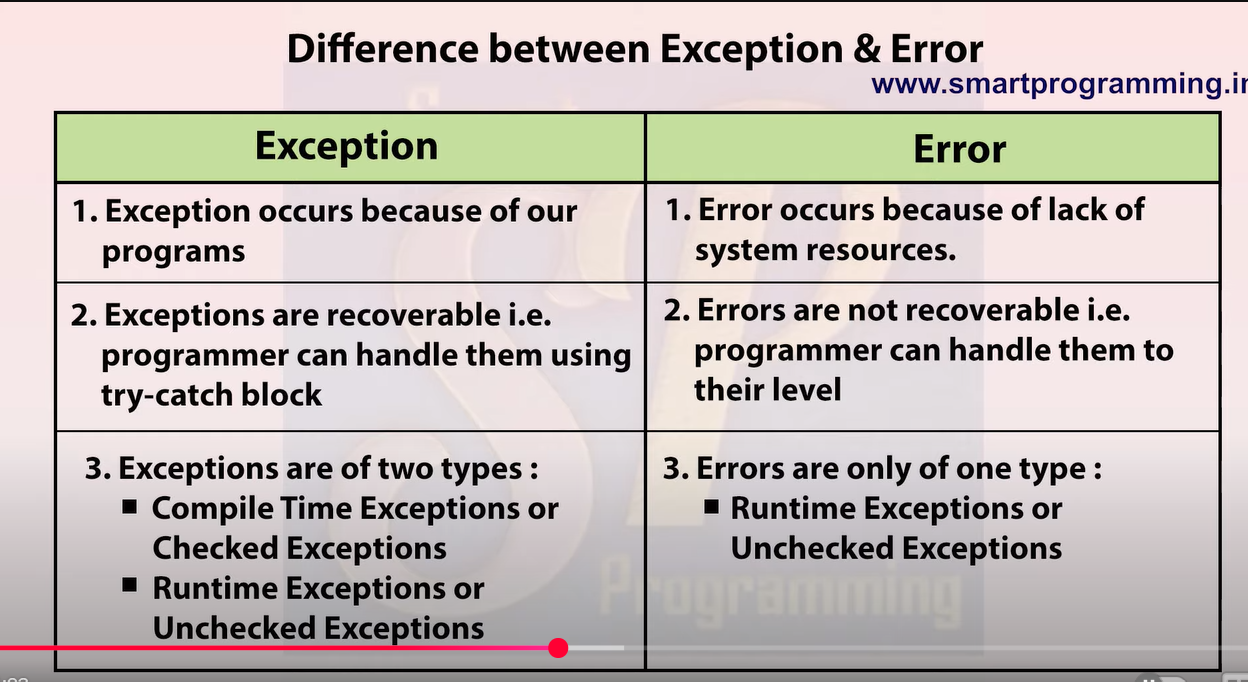 Difference between Exception & Error
www.smartprogramming.in
Exception
Error
1. Exception occurs because of our
programs
1. Error occurs because of lack of
system resources.
2. Exceptions are recoverable i.e.
programmer can handle them using
try-catch block
2. Errors are not recoverable i.e.
programmer can handle them to
their level
3. Exceptions are of two types :
■ Compile Time Exceptions or
Checked Exceptions
■ Runtime Exceptions or
Unchecked Exceptions
3. Errors are only of one type :
■ Runtime Exceptions or
Unchecked Exceptions
SP
Programming